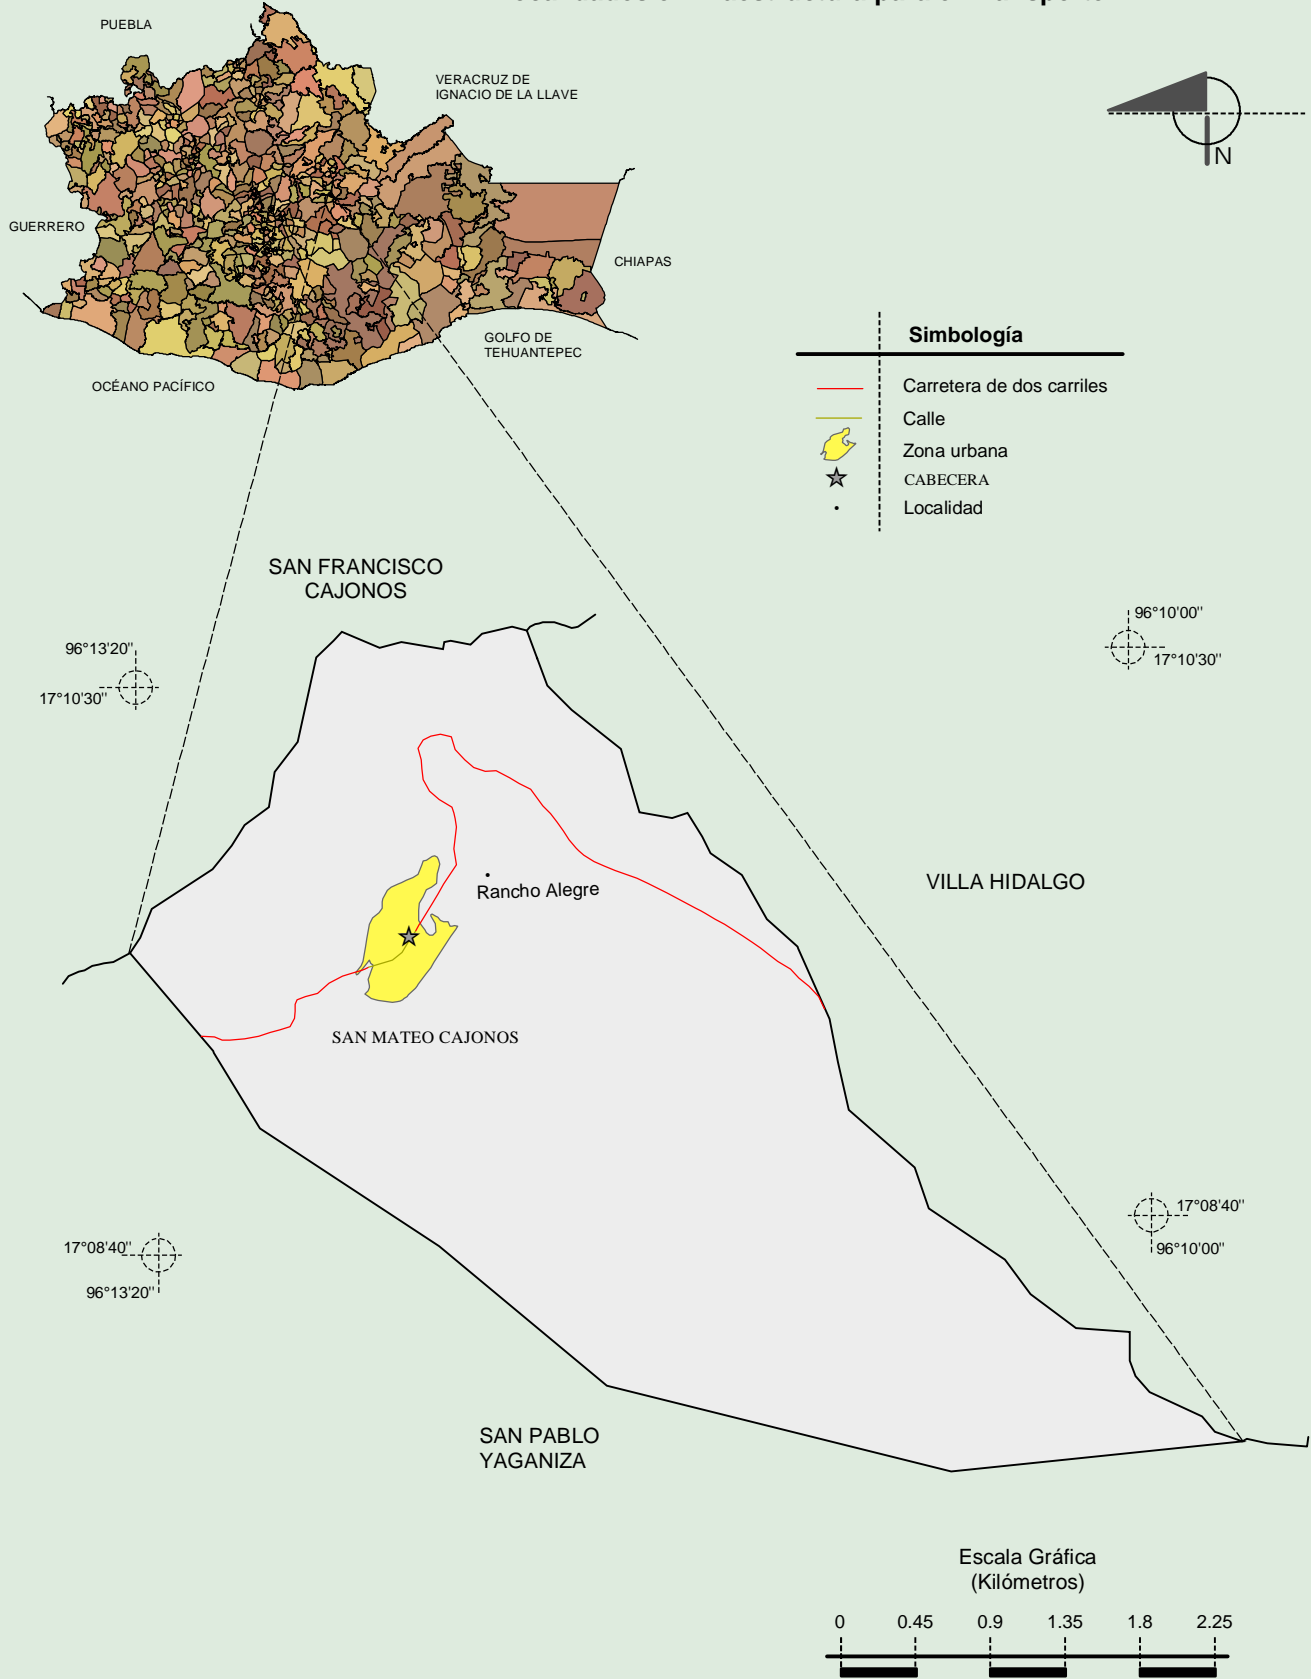 PUEBLA
VERACRUZ DE
IGNACIO DE LA LLAVE
N
GUERRERO
CHIAPAS
GOLFO DE
TEHUANTEPEC
OCÉANO PACÍFICO
Simbología
Carretera de dos carriles
Calle
Zona urbana
CABECERA
Localidad
SAN FRANCISCO
CAJONOS
96°13'20"
17°10'30"
96°10'00"
17°10'30"
VILLA HIDALGO
Rancho Alegre
SAN MATEO CAJONOS
17°08'40"
96°13'20"
17°08'40"
96°10'00"
SAN PABLO
YAGANIZA
Escala Gráfica
(Kilómetros)
0 0.45 0.9 1.35 1.8 2.25